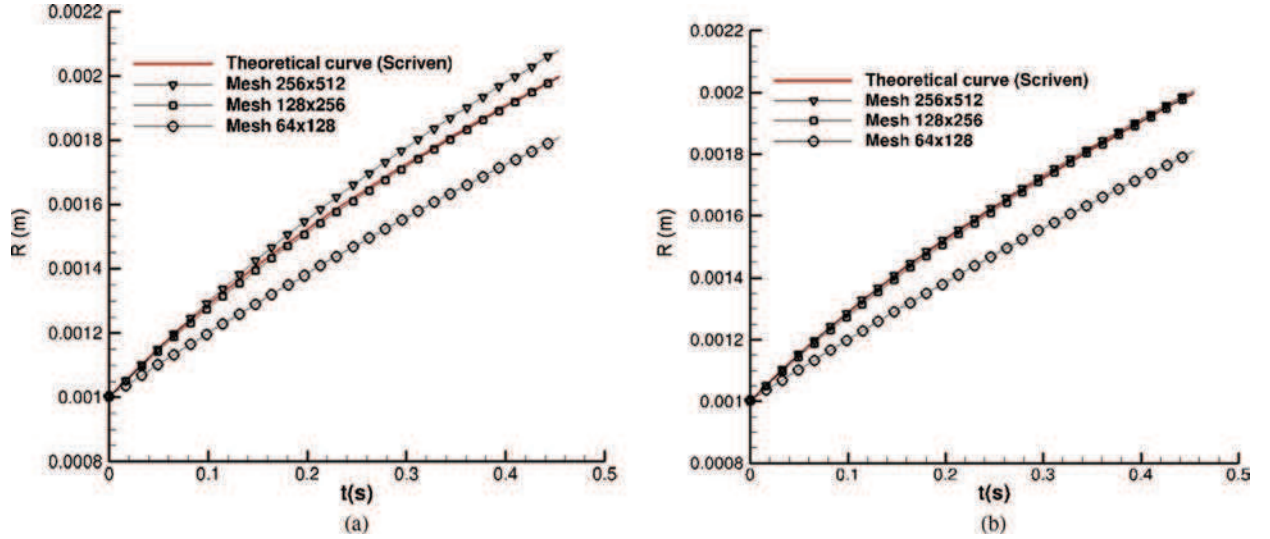 0.0022
0.002
0.0018
0.0016
0.0014
0.0012
0.001
0.0008
R (m)
Theoretical curve (Scriven)
Mesh 256x512
Mesh 128x256
Mesh 64x128
0
0.1
0.2
0.3
0.4
0.5
t(s)
(a)
0.0022
0.0020
0.0018
0.0016
0.0014
0.0012
0.0010
0.0008
R (m)
Theoretical curve (Scriven)
Mesh 256x512
Mesh 128x256
Mesh 64x128
0
0.1
0.2
0.3
0.4
0.5
t(s)
(b)